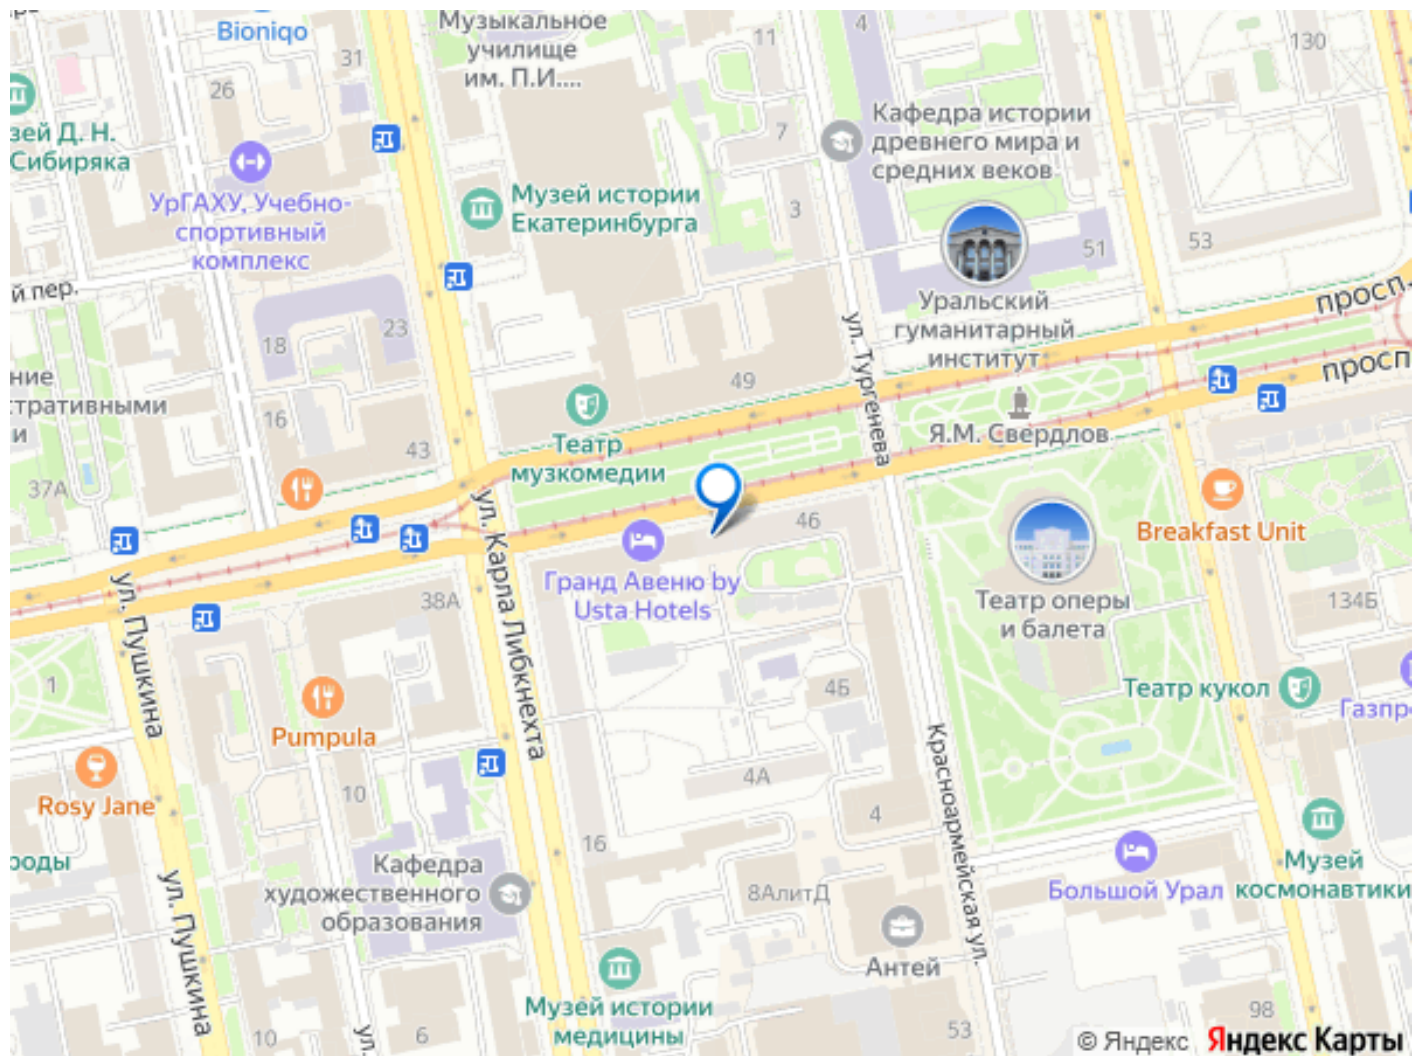 Bioniqo
31
26
Музыкальное
училище
им. П.И....
11
4
130
зей Д. Н.
Сибиряка
7
Кафедра истории
древнего мира и
средних веков
УрГАХУ, Учебно-
спортивный
комплекс
Музей истории
Екатеринбурга
3
51
53
й пер.
23
18
16
43
49
ул. Тургенева
Уральский
гуманитарный
институт
просп.
просп
ние
стративными
и
37А
Театр
музкомедии
Я.М. Свердлов
46
ул. Карла Либкнехта
Гранд Авеню by
Usta Hotels
38А
ул. Пушкина
1
Breakfast Unit
Театр оперы
и балета
134Б
Театр кукол
Газпр
4Б
4А
4
Pumpula
Rosy Jane
10
16
роды
Кафедра
художественного
образования
8АлитД
Красноармейская ул.
Большой Урал
Музей
космонавтики
Антей
Музей истории
медицины
ул. Пушкина
10
ул.
6
53
98
© Яндекс Яндекс Карты